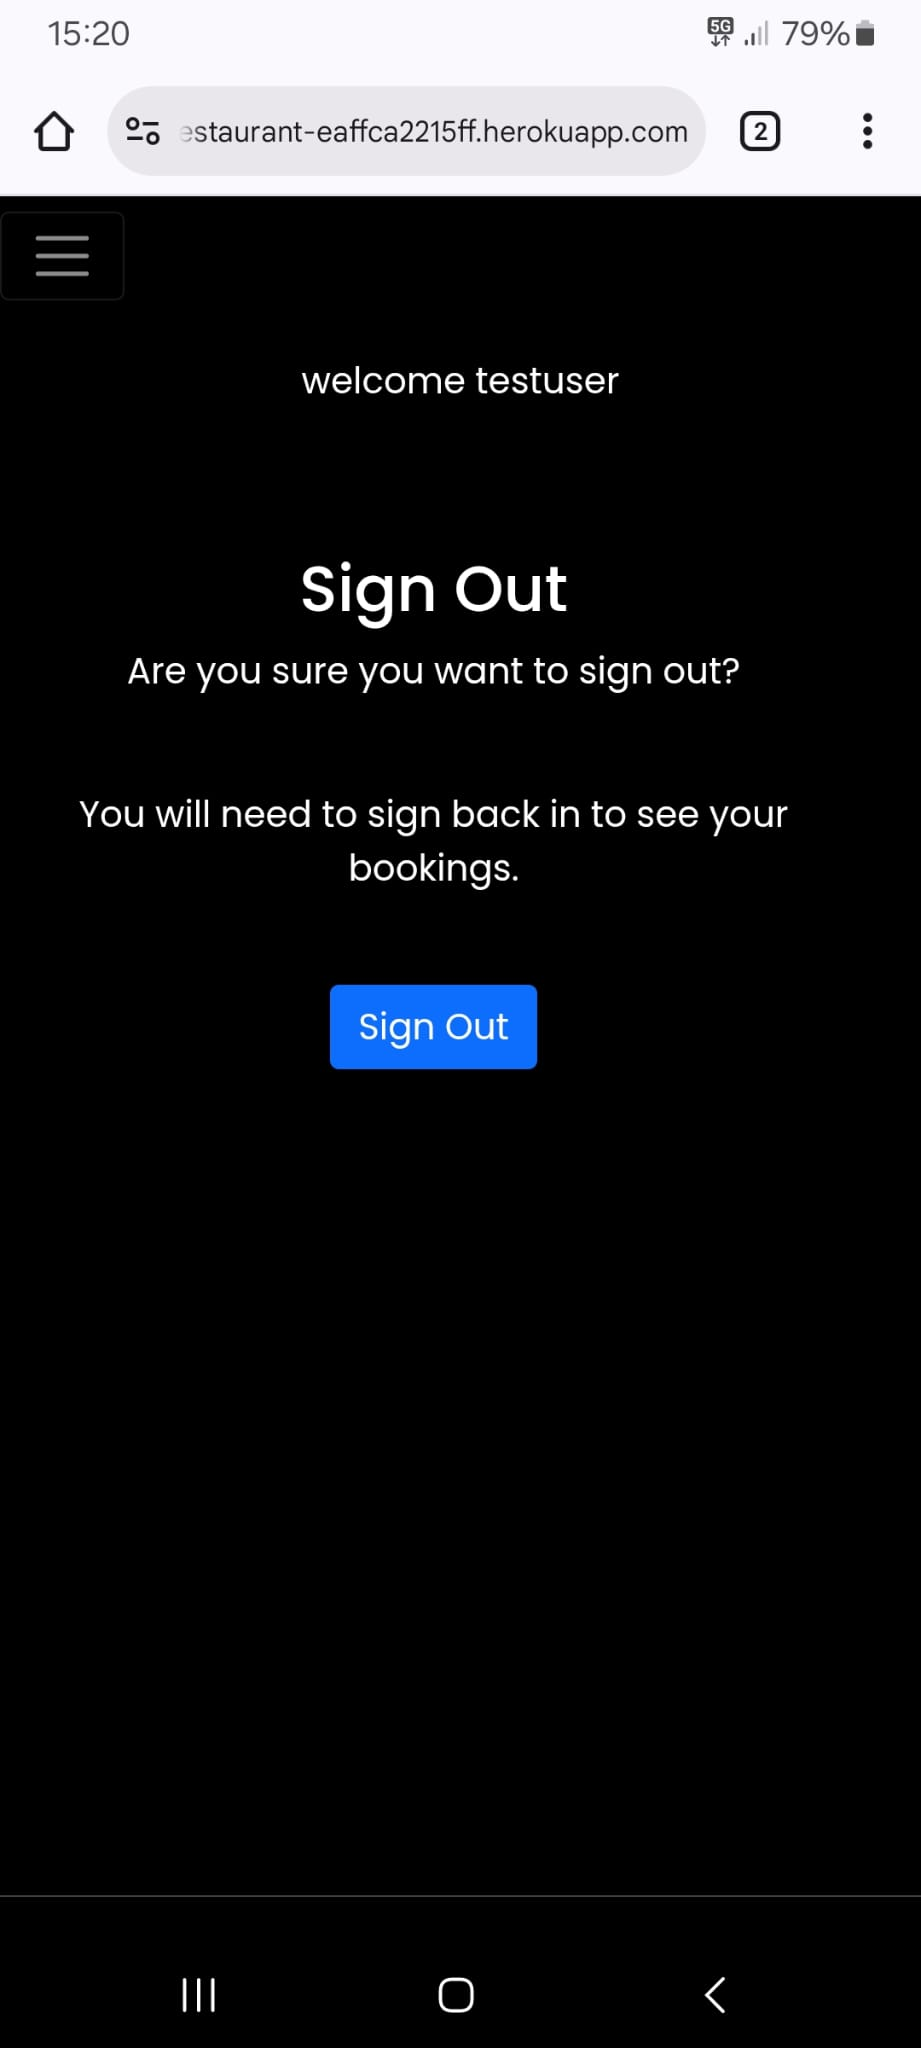 15:20
5G
79%
estaurant-eaffca2215ff.herokuapp.com
2
welcome testuser
Sign Out
Are you sure you want to sign out?
You will need to sign back in to see your
bookings.
Sign Out